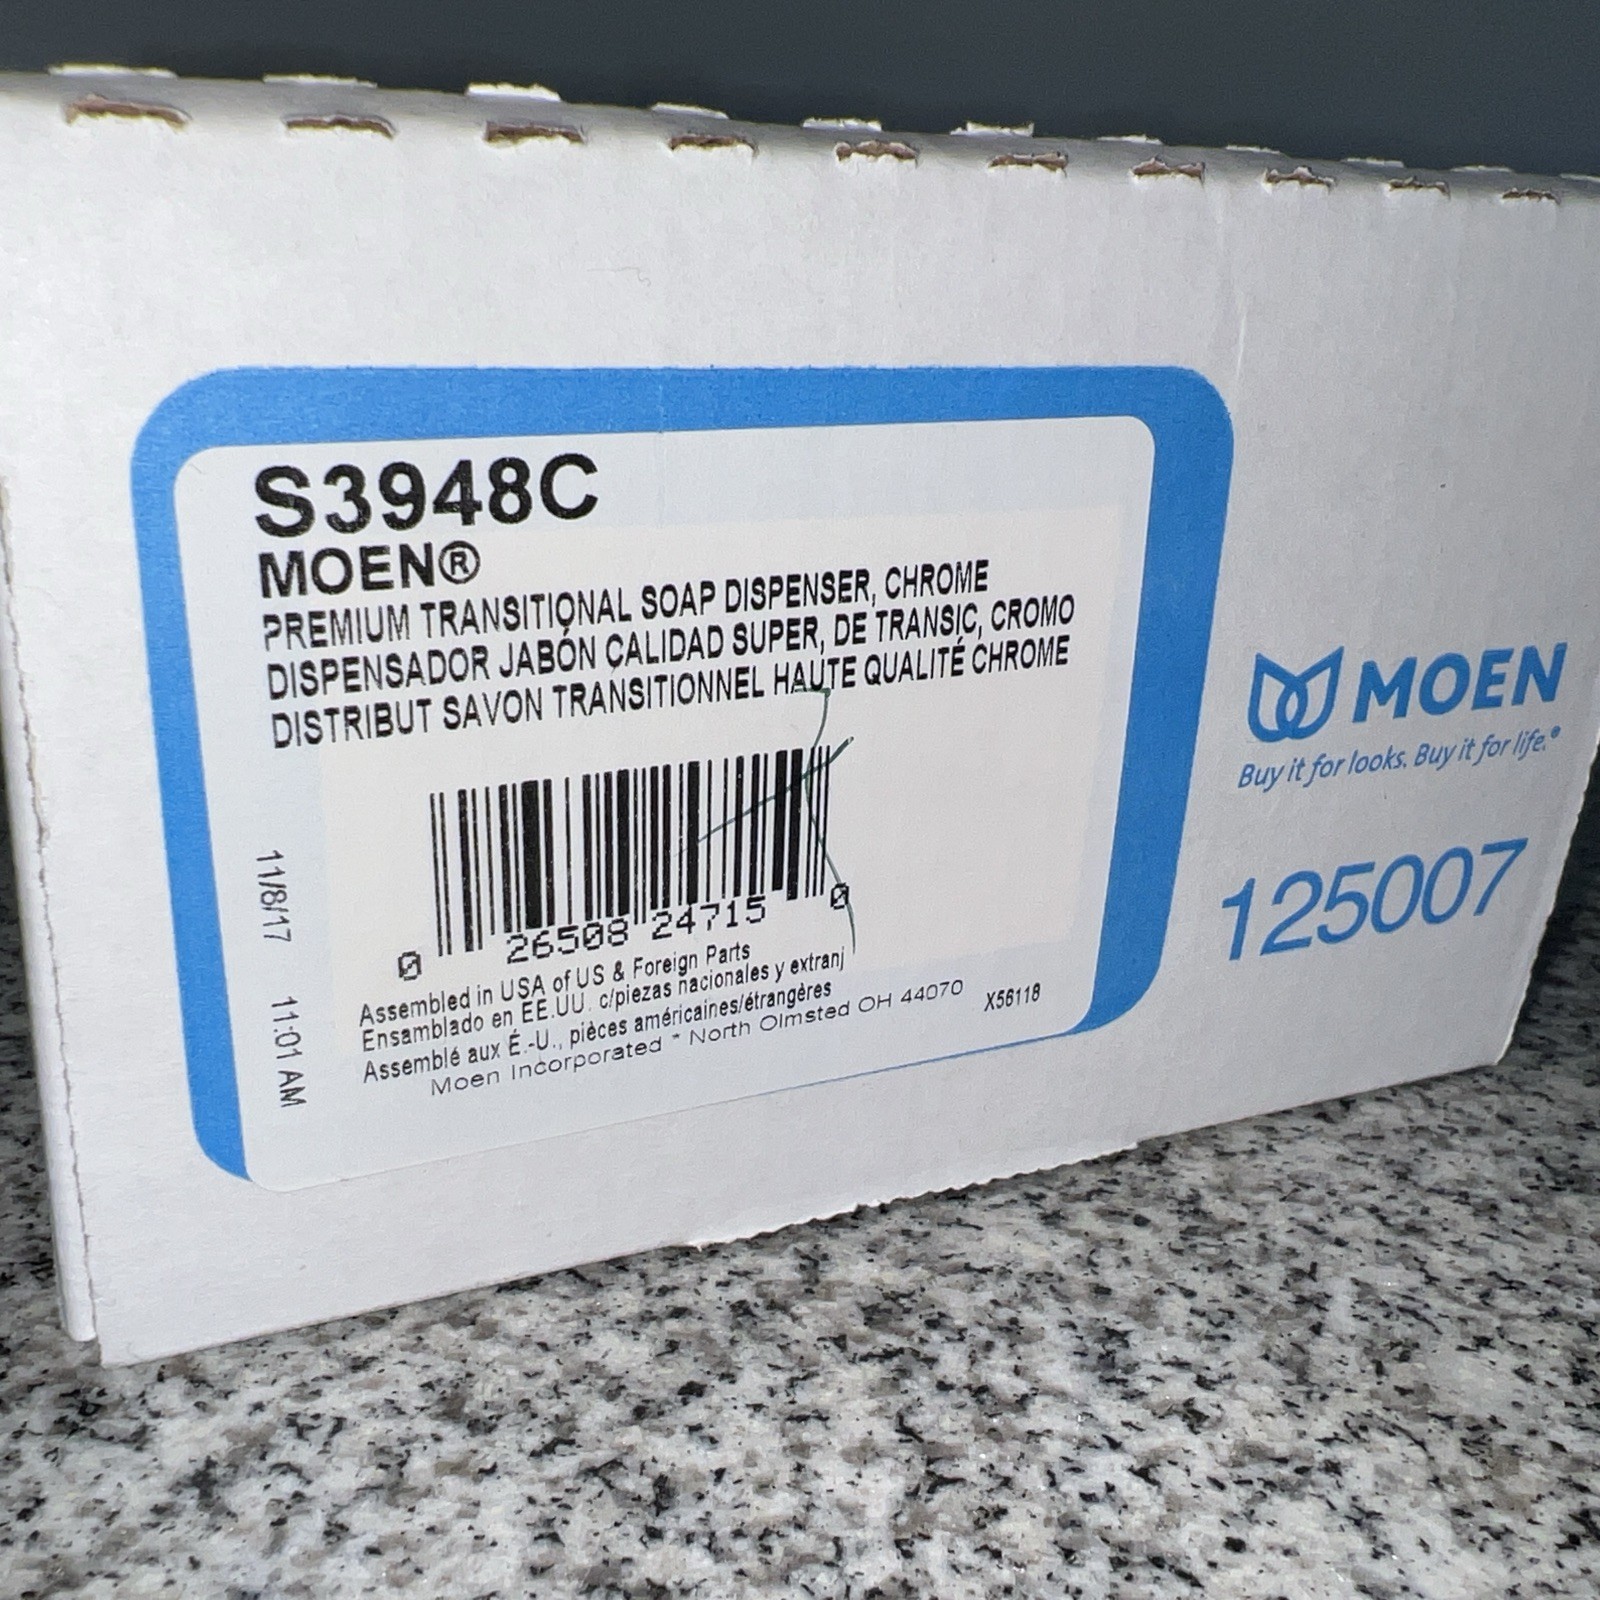 S3948C
MOEN®
PREMIUM TRANSITIONAL SOAP DISPENSER, CHROME
DISPENSADOR JABÓN CALIDAD SUPER, DE TRANSIC, CROMO
DISTRIBUT SAVON TRANSITIONNEL HAUTE QUALITÉ CHROME
0 26508 24715 0
11/8/17 11:01 AM
Assembled in USA of US & Foreign Parts
Ensamblado en EE.UU. c/piezas nacionales y extranj
Assemblé aux É.-U., pièces américaines/étrangères
Moen Incorporated * North Olmsted OH 44070
X56118
MOEN
Buy it for looks. Buy it for life.®
125007